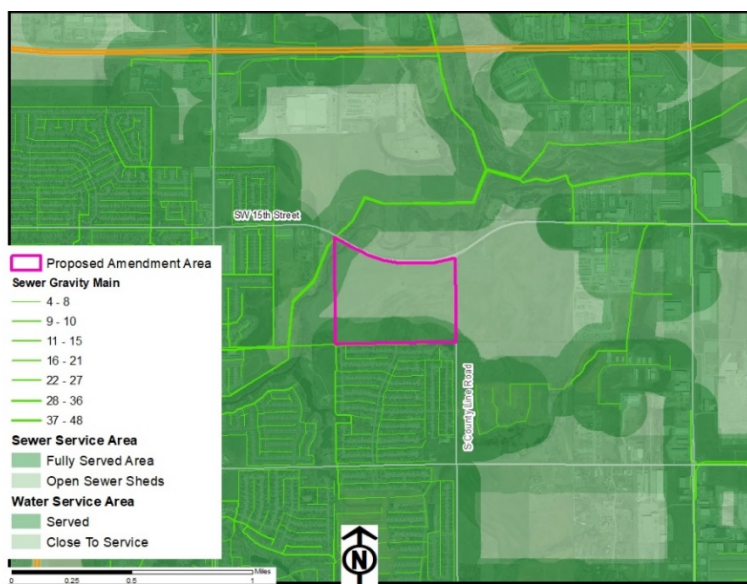 SW 15th Street
S County Line Road
Proposed Amendment Area
Sewer Gravity Main
4 - 8
9 - 10
11 - 15
16 - 21
22 - 27
28 - 36
37 - 48
Sewer Service Area
Fully Served Area
Open Sewer Sheds
Water Service Area
Served
Close To Service
N
Miles
0 0.25 0.5 1